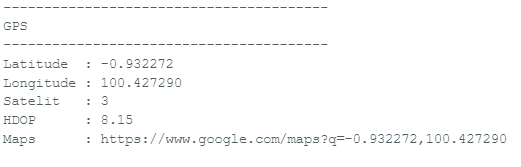 ----------------------------------------
GPS
----------------------------------------
Latitude  : -0.932272
Longitude : 100.427290
Satelit   : 3
HDOP      : 8.15
Maps      : https://www.google.com/maps?q=-0.932272,100.427290